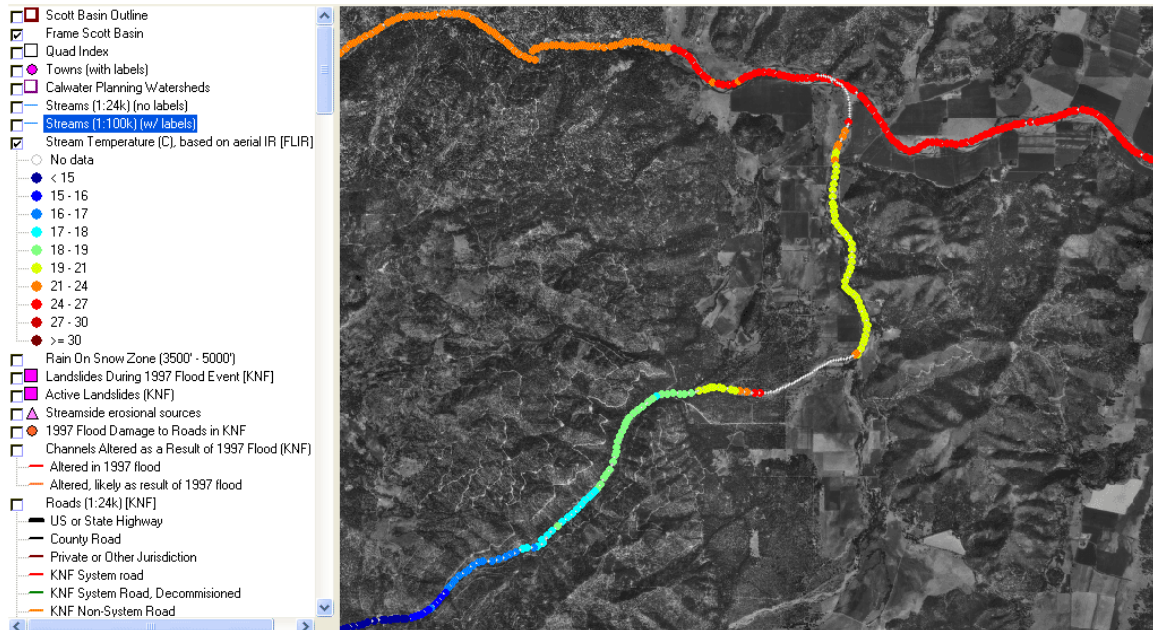 Scott Basin Outline
Frame Scott Basin
Quad Index
Towns (with labels)
Calwater Planning Watersheds
Streams (1:24k) (no labels)
Streams (1:100k) (w/ labels)
Stream Temperature (C), based on aerial IR [FLIR]
No data
< 15
15 - 16
16 - 17
17 - 18
18 - 19
19 - 21
21 - 24
24 - 27
27 - 30
>= 30
Rain On Snow Zone (3500' - 5000')
Landslides During 1997 Flood Event [KNF]
Active Landslides (KNF)
Streamside erosional sources
1997 Flood Damage to Roads in KNF
Channels Altered as a Result of 1997 Flood (KNF)
Altered in 1997 flood
Altered, likely as result of 1997 flood
Roads (1:24k) [KNF]
US or State Highway
County Road
Private or Other Jurisdiction
KNF System road
KNF System Road, Decommisioned
KNF Non-System Road